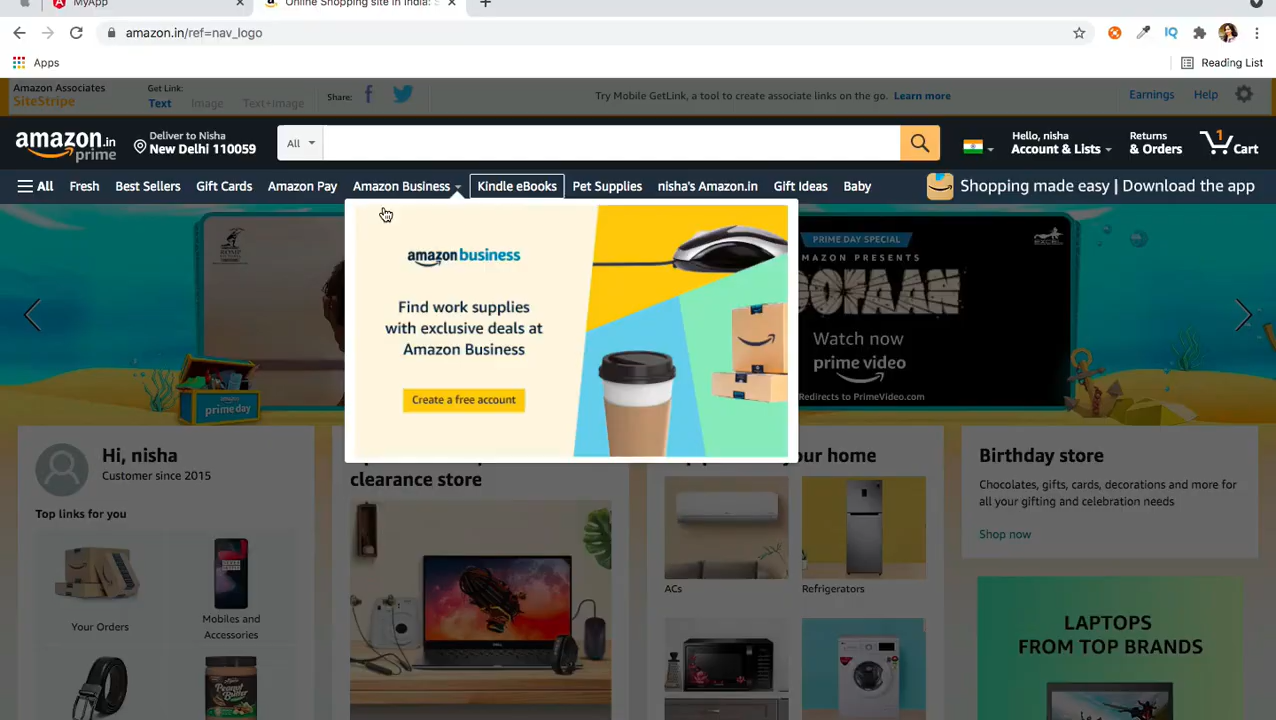 MyApp
Online Shopping site in India:
amazon.in/ref=nav_logo
Apps
Reading List
Amazon Associates
SiteStripe
Get Link:
Text Image Text+Image
Share:
Try Mobile GetLink, a tool to create associate links on the go. Learn more
Earnings Help
amazon.in
prime
Deliver to Nisha
New Delhi 110059
All
Hello, nisha
Account & Lists
Returns
& Orders
1
Cart
All Fresh Best Sellers Gift Cards Amazon Pay Amazon Business Kindle eBooks Pet Supplies nisha's Amazon.in Gift Ideas Baby
Shopping made easy | Download the app
amazon business
Find work supplies
with exclusive deals at
Amazon Business
Create a free account
PRIME DAY SPECIAL
AMAZON PRESENTS
OOFAAN
Watch now
prime video
Redirects to PrimeVideo.com
EXCEL
prime day
Hi, nisha
Customer since 2015
Top links for you
Your Orders
Mobiles and
Accessories
clearance store
your home
ACs
Refrigerators
Birthday store
Chocolates, gifts, cards, decorations and more for
all your gifting and celebration needs
Shop now
LAPTOPS
FROM TOP BRANDS
Peanut
Butter